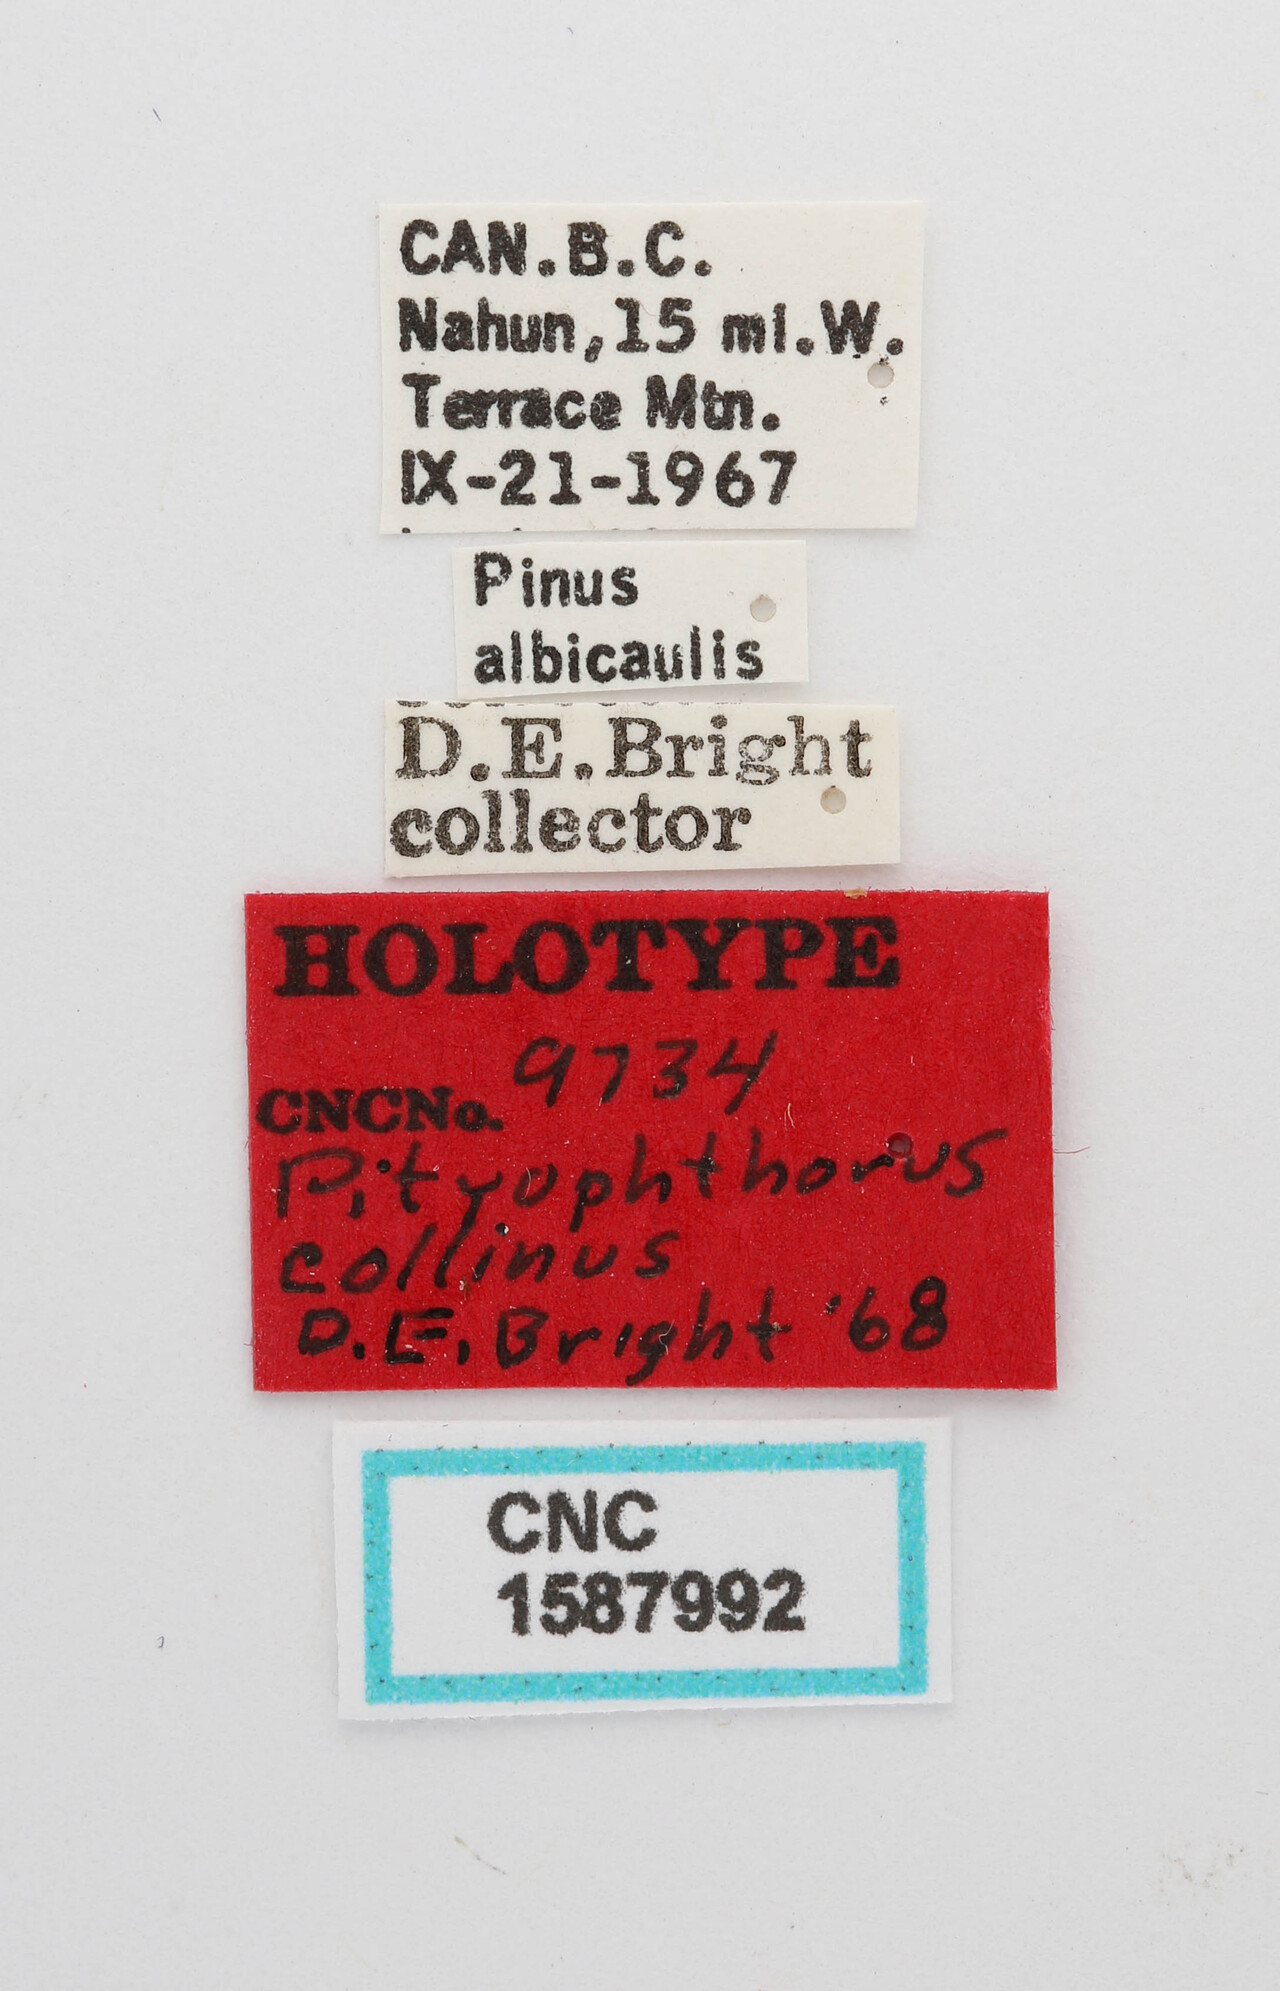 CAN.B.C.
Nahun,15 mi.W.
Terrace Mtn.
IX-21-1967
Pinus
albicaulis
D.E.Bright
collector
HOLOTYPE
9734
CNCNo.
Pityophthorus
collinus
D.E.Bright '68
CNC
1587992